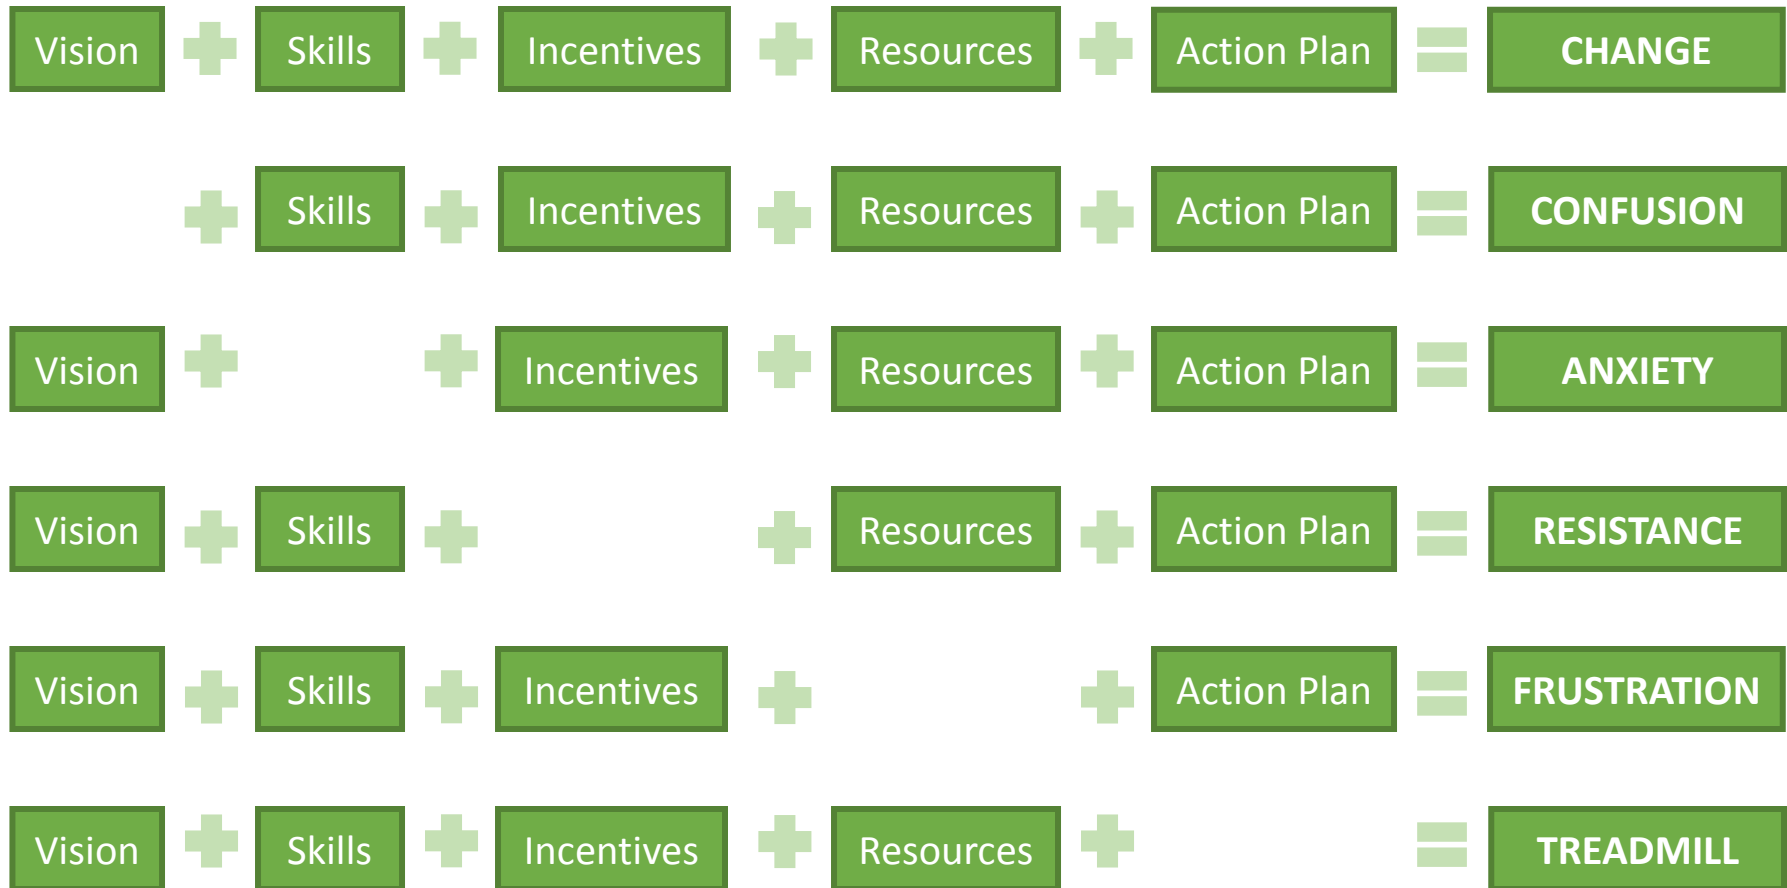 Vision Skills Incentives Resources Action Plan CHANGE
Skills Incentives Resources Action Plan CONFUSION
Vision Incentives Resources Action Plan ANXIETY
Vision Skills Resources Action Plan RESISTANCE
Vision Skills Incentives Action Plan FRUSTRATION
Vision Skills Incentives Resources TREADMILL